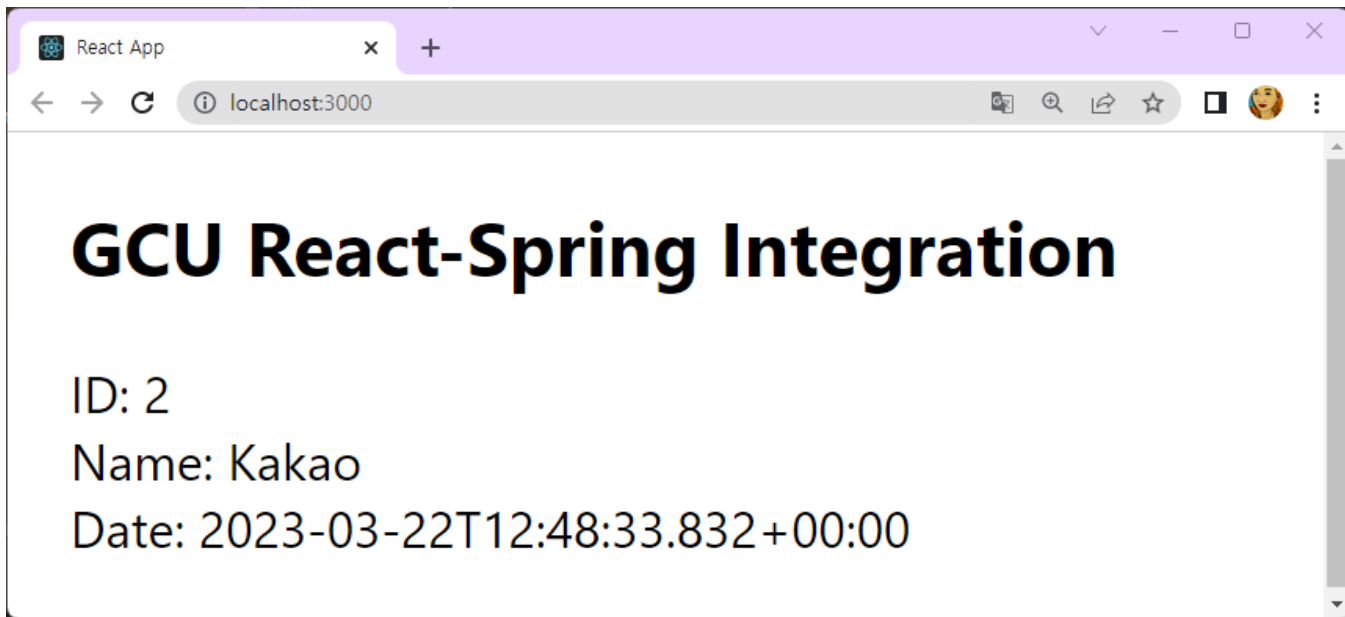 React App
localhost:3000
GCU React-Spring Integration
ID: 2
Name: Kakao
Date: 2023-03-22T12:48:33.832+00:00